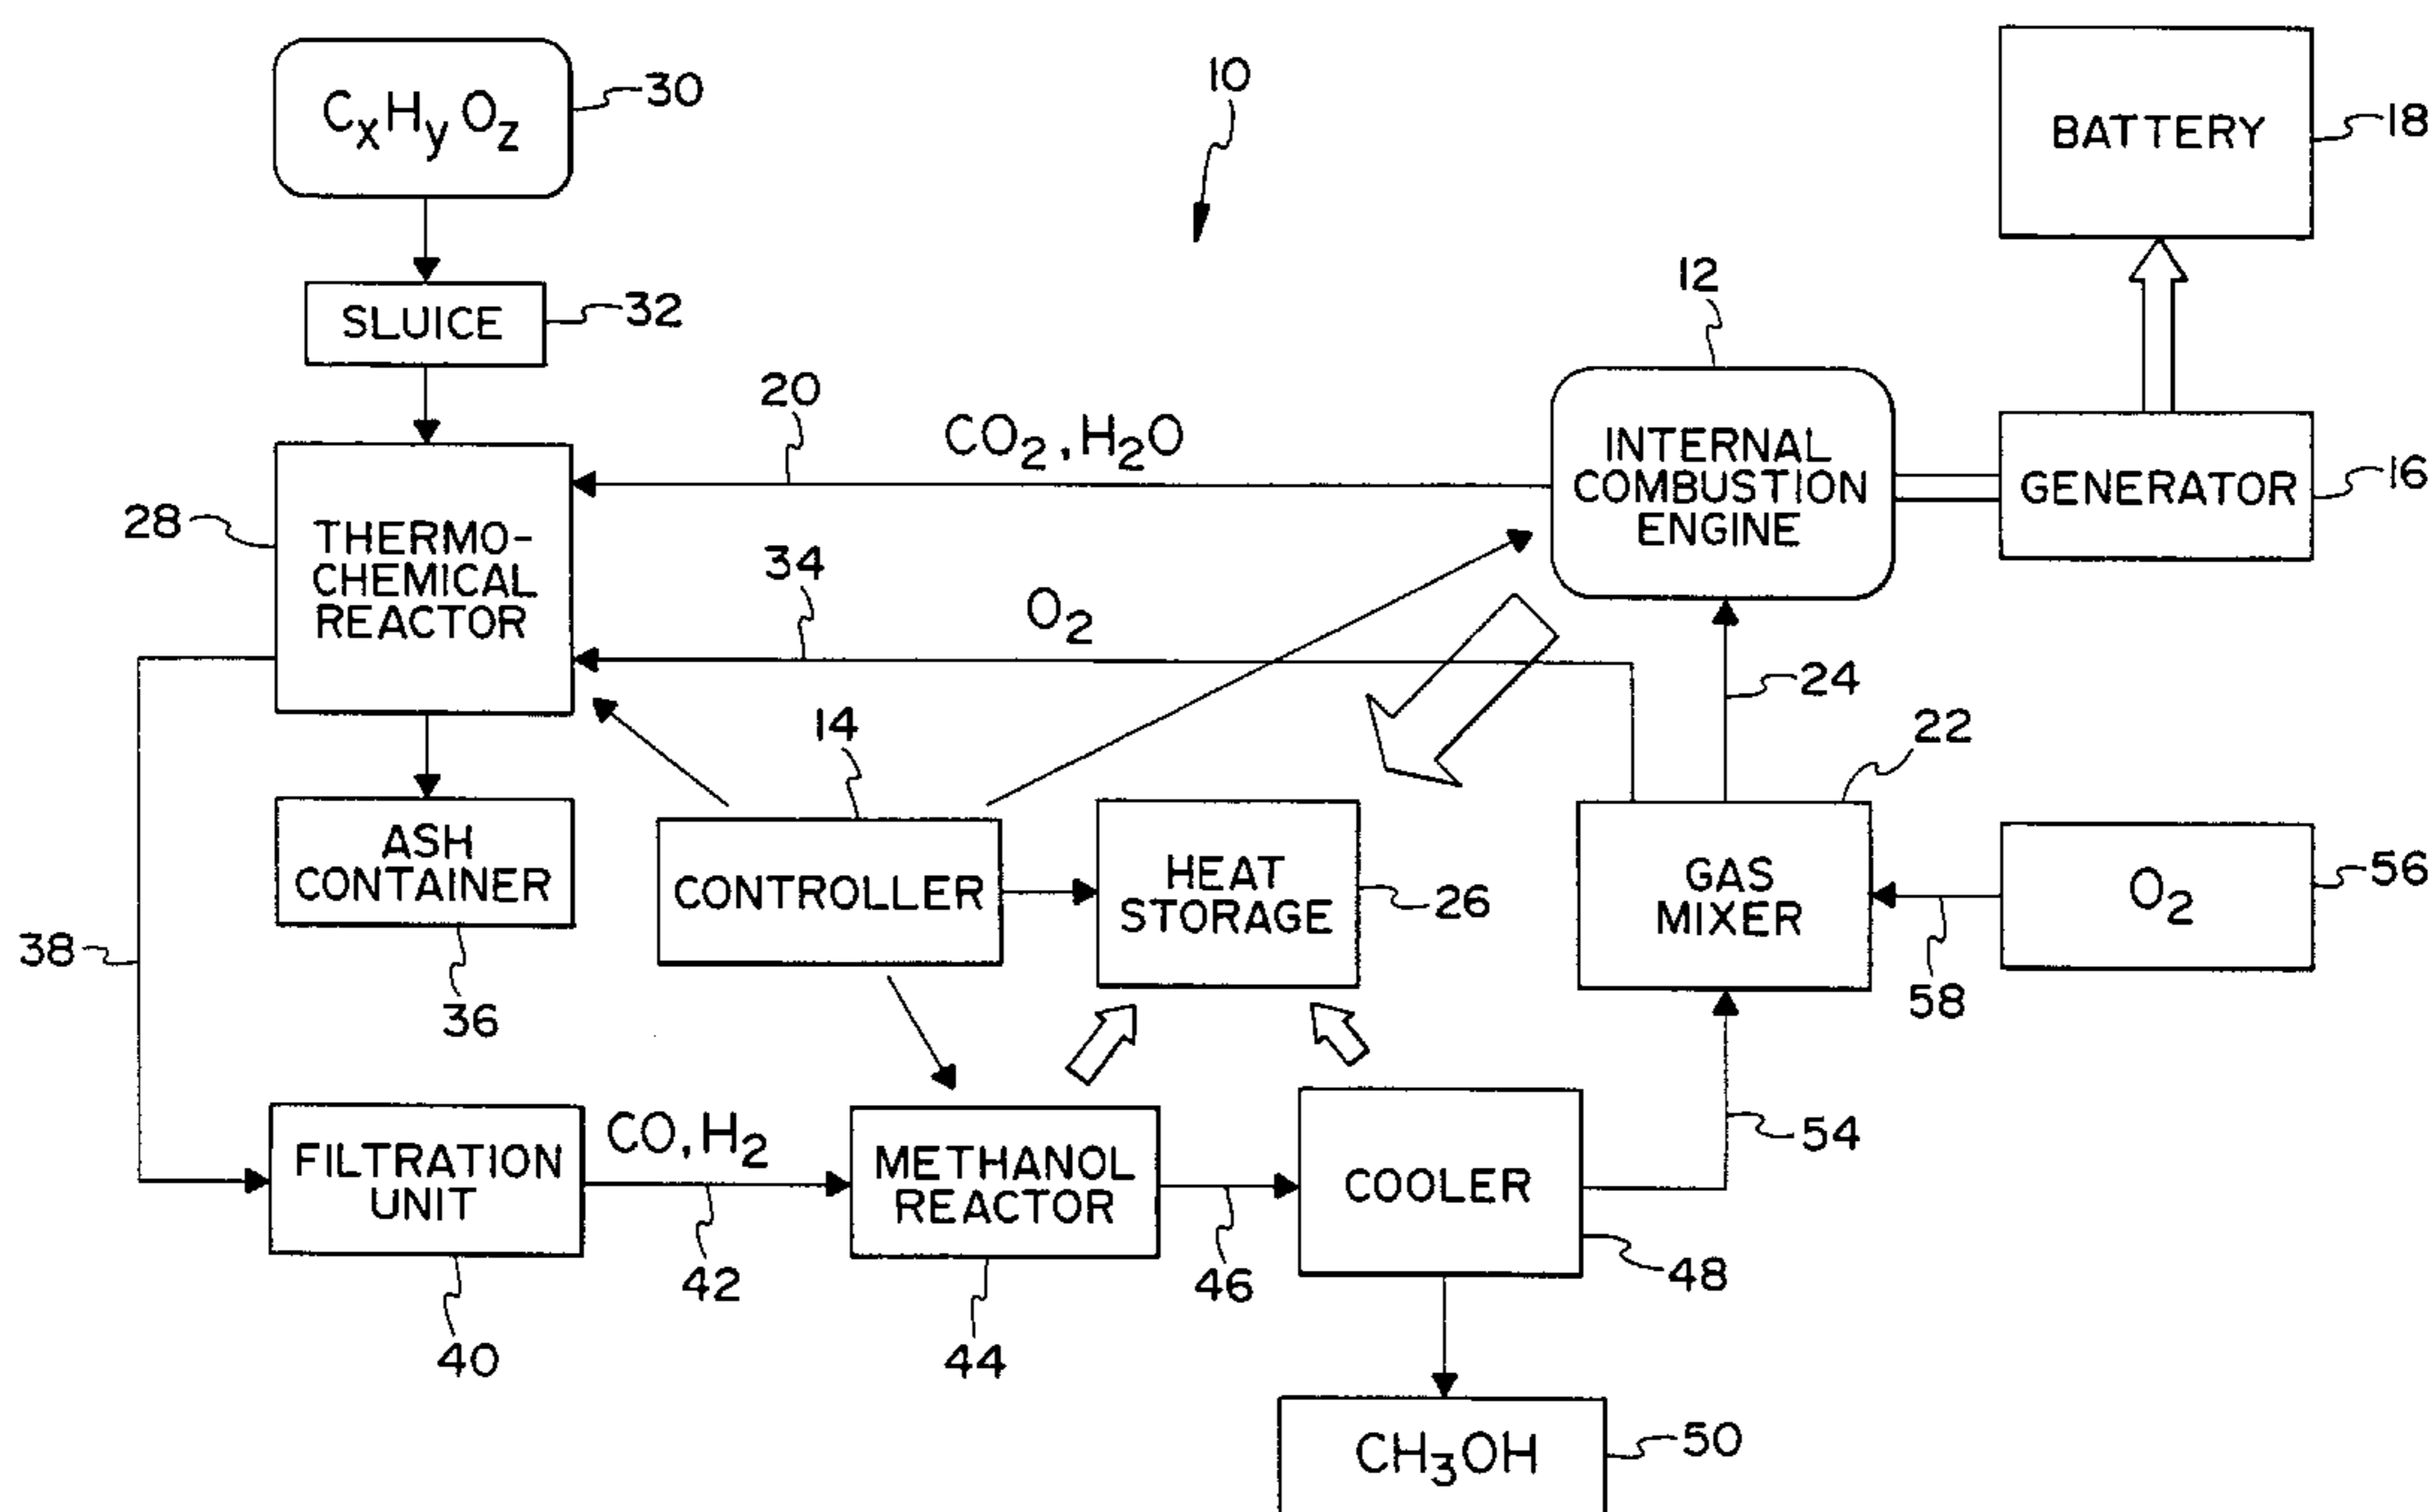 CₓHᵧO_z
30
10
BATTERY
18
SLUICE
32
12
20
CO₂,H₂O
INTERNAL
COMBUSTION
ENGINE
GENERATOR
16
28
THERMO-
CHEMICAL
REACTOR
34
O₂
24
14
22
ASH
CONTAINER
CONTROLLER
HEAT
STORAGE
26
GAS
MIXER
O₂
56
38
36
58
FILTRATION
UNIT
CO,H₂
METHANOL
REACTOR
COOLER
54
42
46
48
40
44
CH₃OH
50